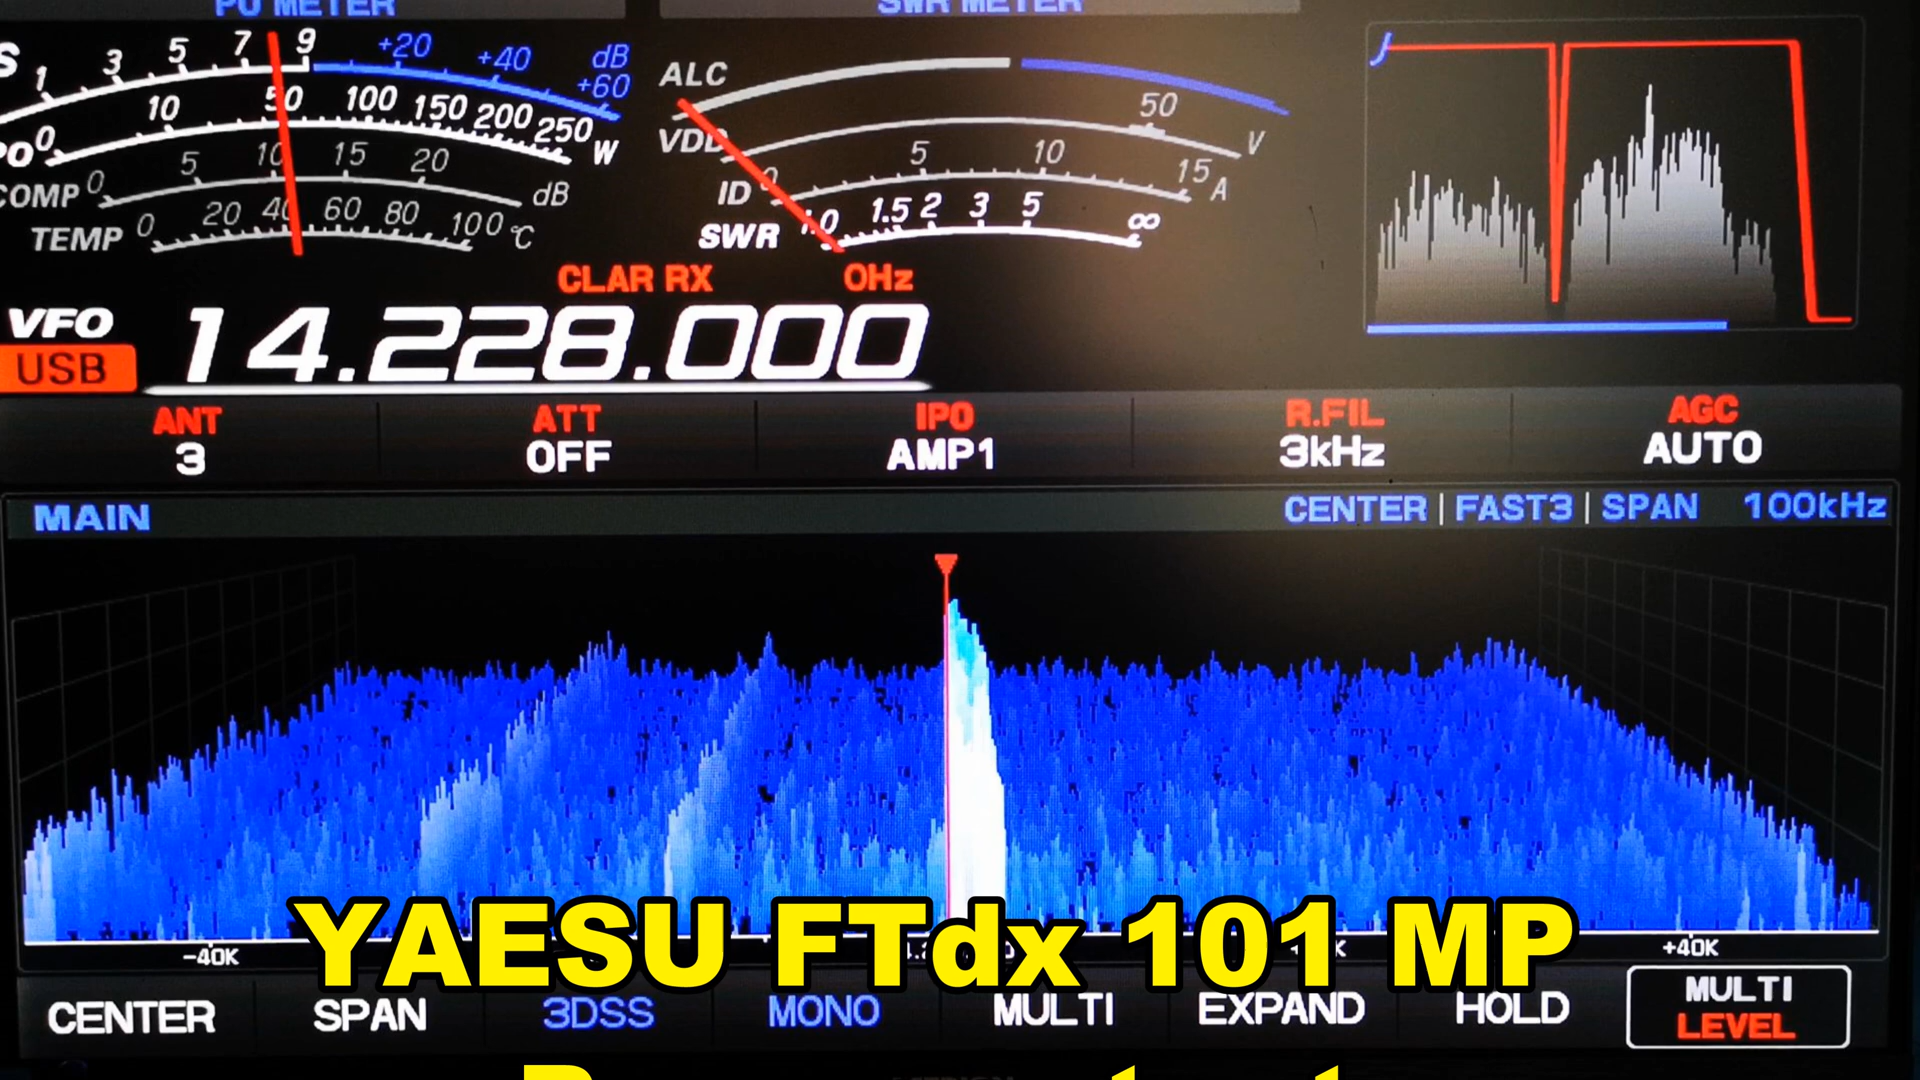 PO METER
SWR METER
S 1 3 5 7 9 +20 +40 +60 dB
PO 0 10 50 100 150 200 250 W
COMP 0 5 10 15 20 dB
TEMP 0 20 40 60 80 100 °C
ALC
VDD 50 V
ID 0 5 10 15 A
SWR 1.0 1.5 2 3 5 ∞
CLAR RX 0Hz
VFO
USB
14.228.000
ANT
3
ATT
OFF
IPO
AMP1
R.FIL
3kHz
AGC
AUTO
MAIN
CENTER | FAST3 | SPAN 100kHz
YAESU FTdx 101 MP
-40K
+40K
CENTER
SPAN
3DSS
MONO
MULTI
EXPAND
HOLD
MULTI
LEVEL